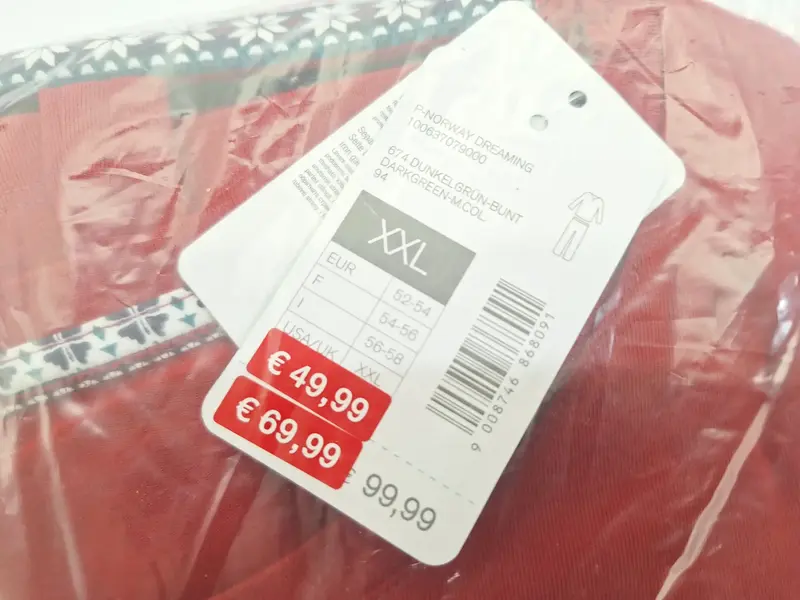 P-NORWAY DREAMING
100637079000
674 DUNKELGRÜN-BUNT
DARKGREEN-M.COL.
94
XXL
EUR 52-54
F 54-56
I 56-58
USA/UK XXL
€ 49,99
€ 69,99
€ 99,99
9 008746 868091